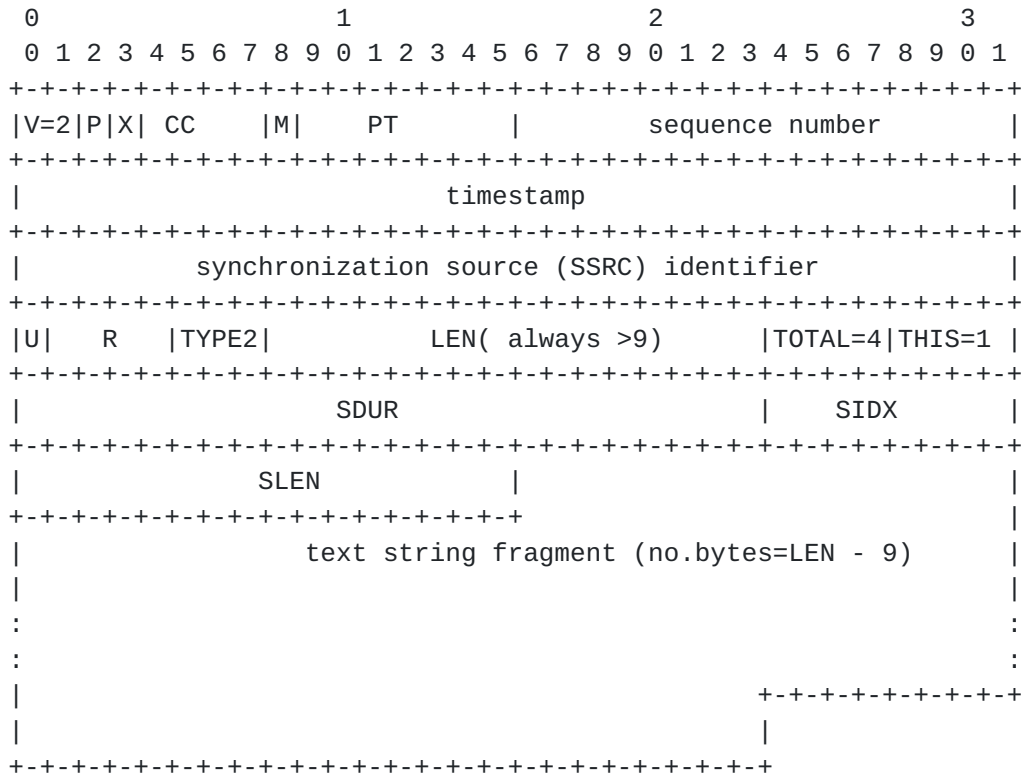 0                   1                   2                   3
 0 1 2 3 4 5 6 7 8 9 0 1 2 3 4 5 6 7 8 9 0 1 2 3 4 5 6 7 8 9 0 1
+-+-+-+-+-+-+-+-+-+-+-+-+-+-+-+-+-+-+-+-+-+-+-+-+-+-+-+-+-+-+-+-+
|V=2|P|X| CC    |M|    PT       |        sequence number        |
+-+-+-+-+-+-+-+-+-+-+-+-+-+-+-+-+-+-+-+-+-+-+-+-+-+-+-+-+-+-+-+-+
|                           timestamp                           |
+-+-+-+-+-+-+-+-+-+-+-+-+-+-+-+-+-+-+-+-+-+-+-+-+-+-+-+-+-+-+-+-+
|           synchronization source (SSRC) identifier            |
+-+-+-+-+-+-+-+-+-+-+-+-+-+-+-+-+-+-+-+-+-+-+-+-+-+-+-+-+-+-+-+-+
|U|   R   |TYPE2|          LEN( always >9)      |TOTAL=4|THIS=1 |
+-+-+-+-+-+-+-+-+-+-+-+-+-+-+-+-+-+-+-+-+-+-+-+-+-+-+-+-+-+-+-+-+
|                    SDUR                       |    SIDX       |
+-+-+-+-+-+-+-+-+-+-+-+-+-+-+-+-+-+-+-+-+-+-+-+-+-+-+-+-+-+-+-+-+
|               SLEN            |                               |
+-+-+-+-+-+-+-+-+-+-+-+-+-+-+-+-+                               |
|                  text string fragment (no.bytes=LEN - 9)      |
|                                                               |
:                                                               :
:                                                               :
|                                               +-+-+-+-+-+-+-+-+
|                                               |
+-+-+-+-+-+-+-+-+-+-+-+-+-+-+-+-+-+-+-+-+-+-+-+-+